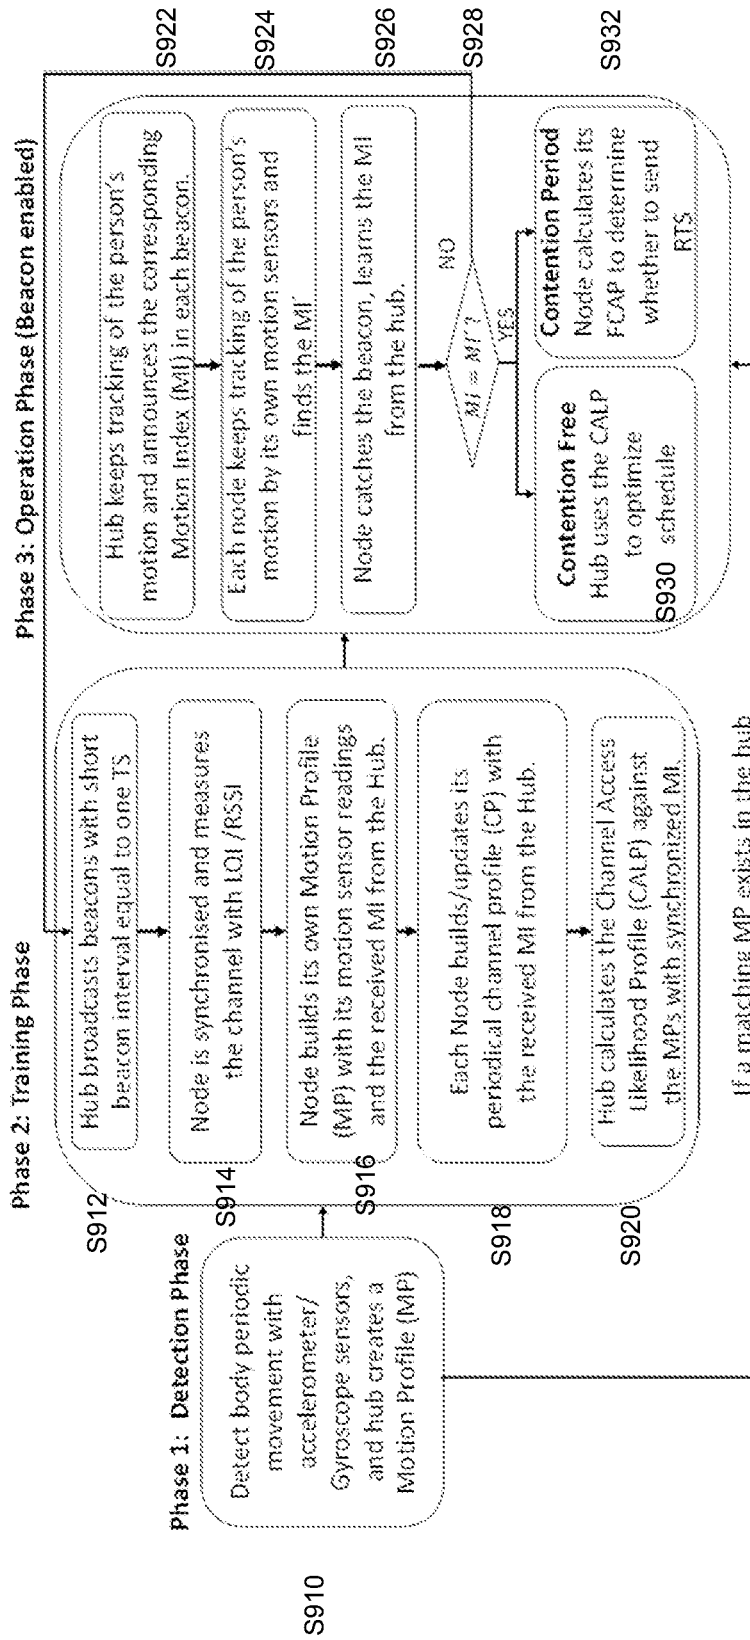 Phase 1: Detection Phase
Detect body periodic
movement with
accelerometer/
Gyroscope sensors,
and hub creates a
Motion Profile (MP)
S910
Phase 2: Training Phase
Hub broadcasts beacons with short
beacon interval equal to one TS
S912
Node is synchronised and measures
the channel with LQI /RSSI
S914
Node builds its own Motion Profile
(MP) with its motion sensor readings
and the received MI from the Hub.
S916
Each Node builds/updates its
periodical channel profile (CP) with
the received MI from the Hub.
S918
Hub calculates the Channel Access
Likelihood Profile (CALP) against
the MPs with synchronized MI.
S920
Phase 3: Operation Phase (Beacon enabled)
Hub keeps tracking of the person's
motion and announces the corresponding
Motion Index (MI) in each beacon.
S922
Each node keeps tracking of the person's
motion by its own motion sensors and
finds the MI'
S924
Node catches the beacon, learns the MI
from the hub.
S926
MI = MI' ?
NO
YES
S928
Contention Free
Hub uses the CALP
to optimize
schedule
S930
Contention Period
Node calculates its
FCAP to determine
whether to send
RTS
S932
If a matching MP exists in the hub